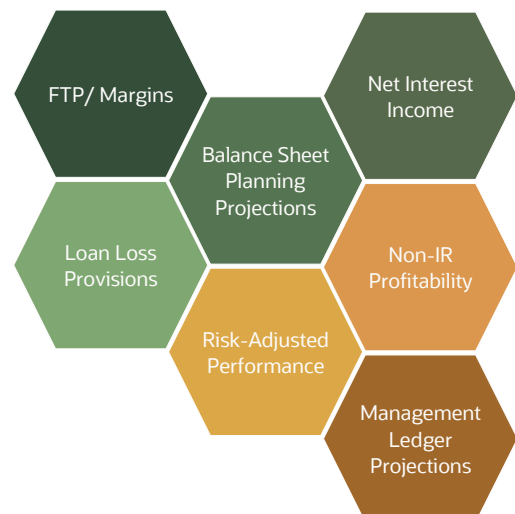 FTP/ Margins
Net Interest
Income
Balance Sheet
Planning
Projections
Loan Loss
Provisions
Non-IR
Profitability
Risk-Adjusted
Performance
Management
Ledger
Projections